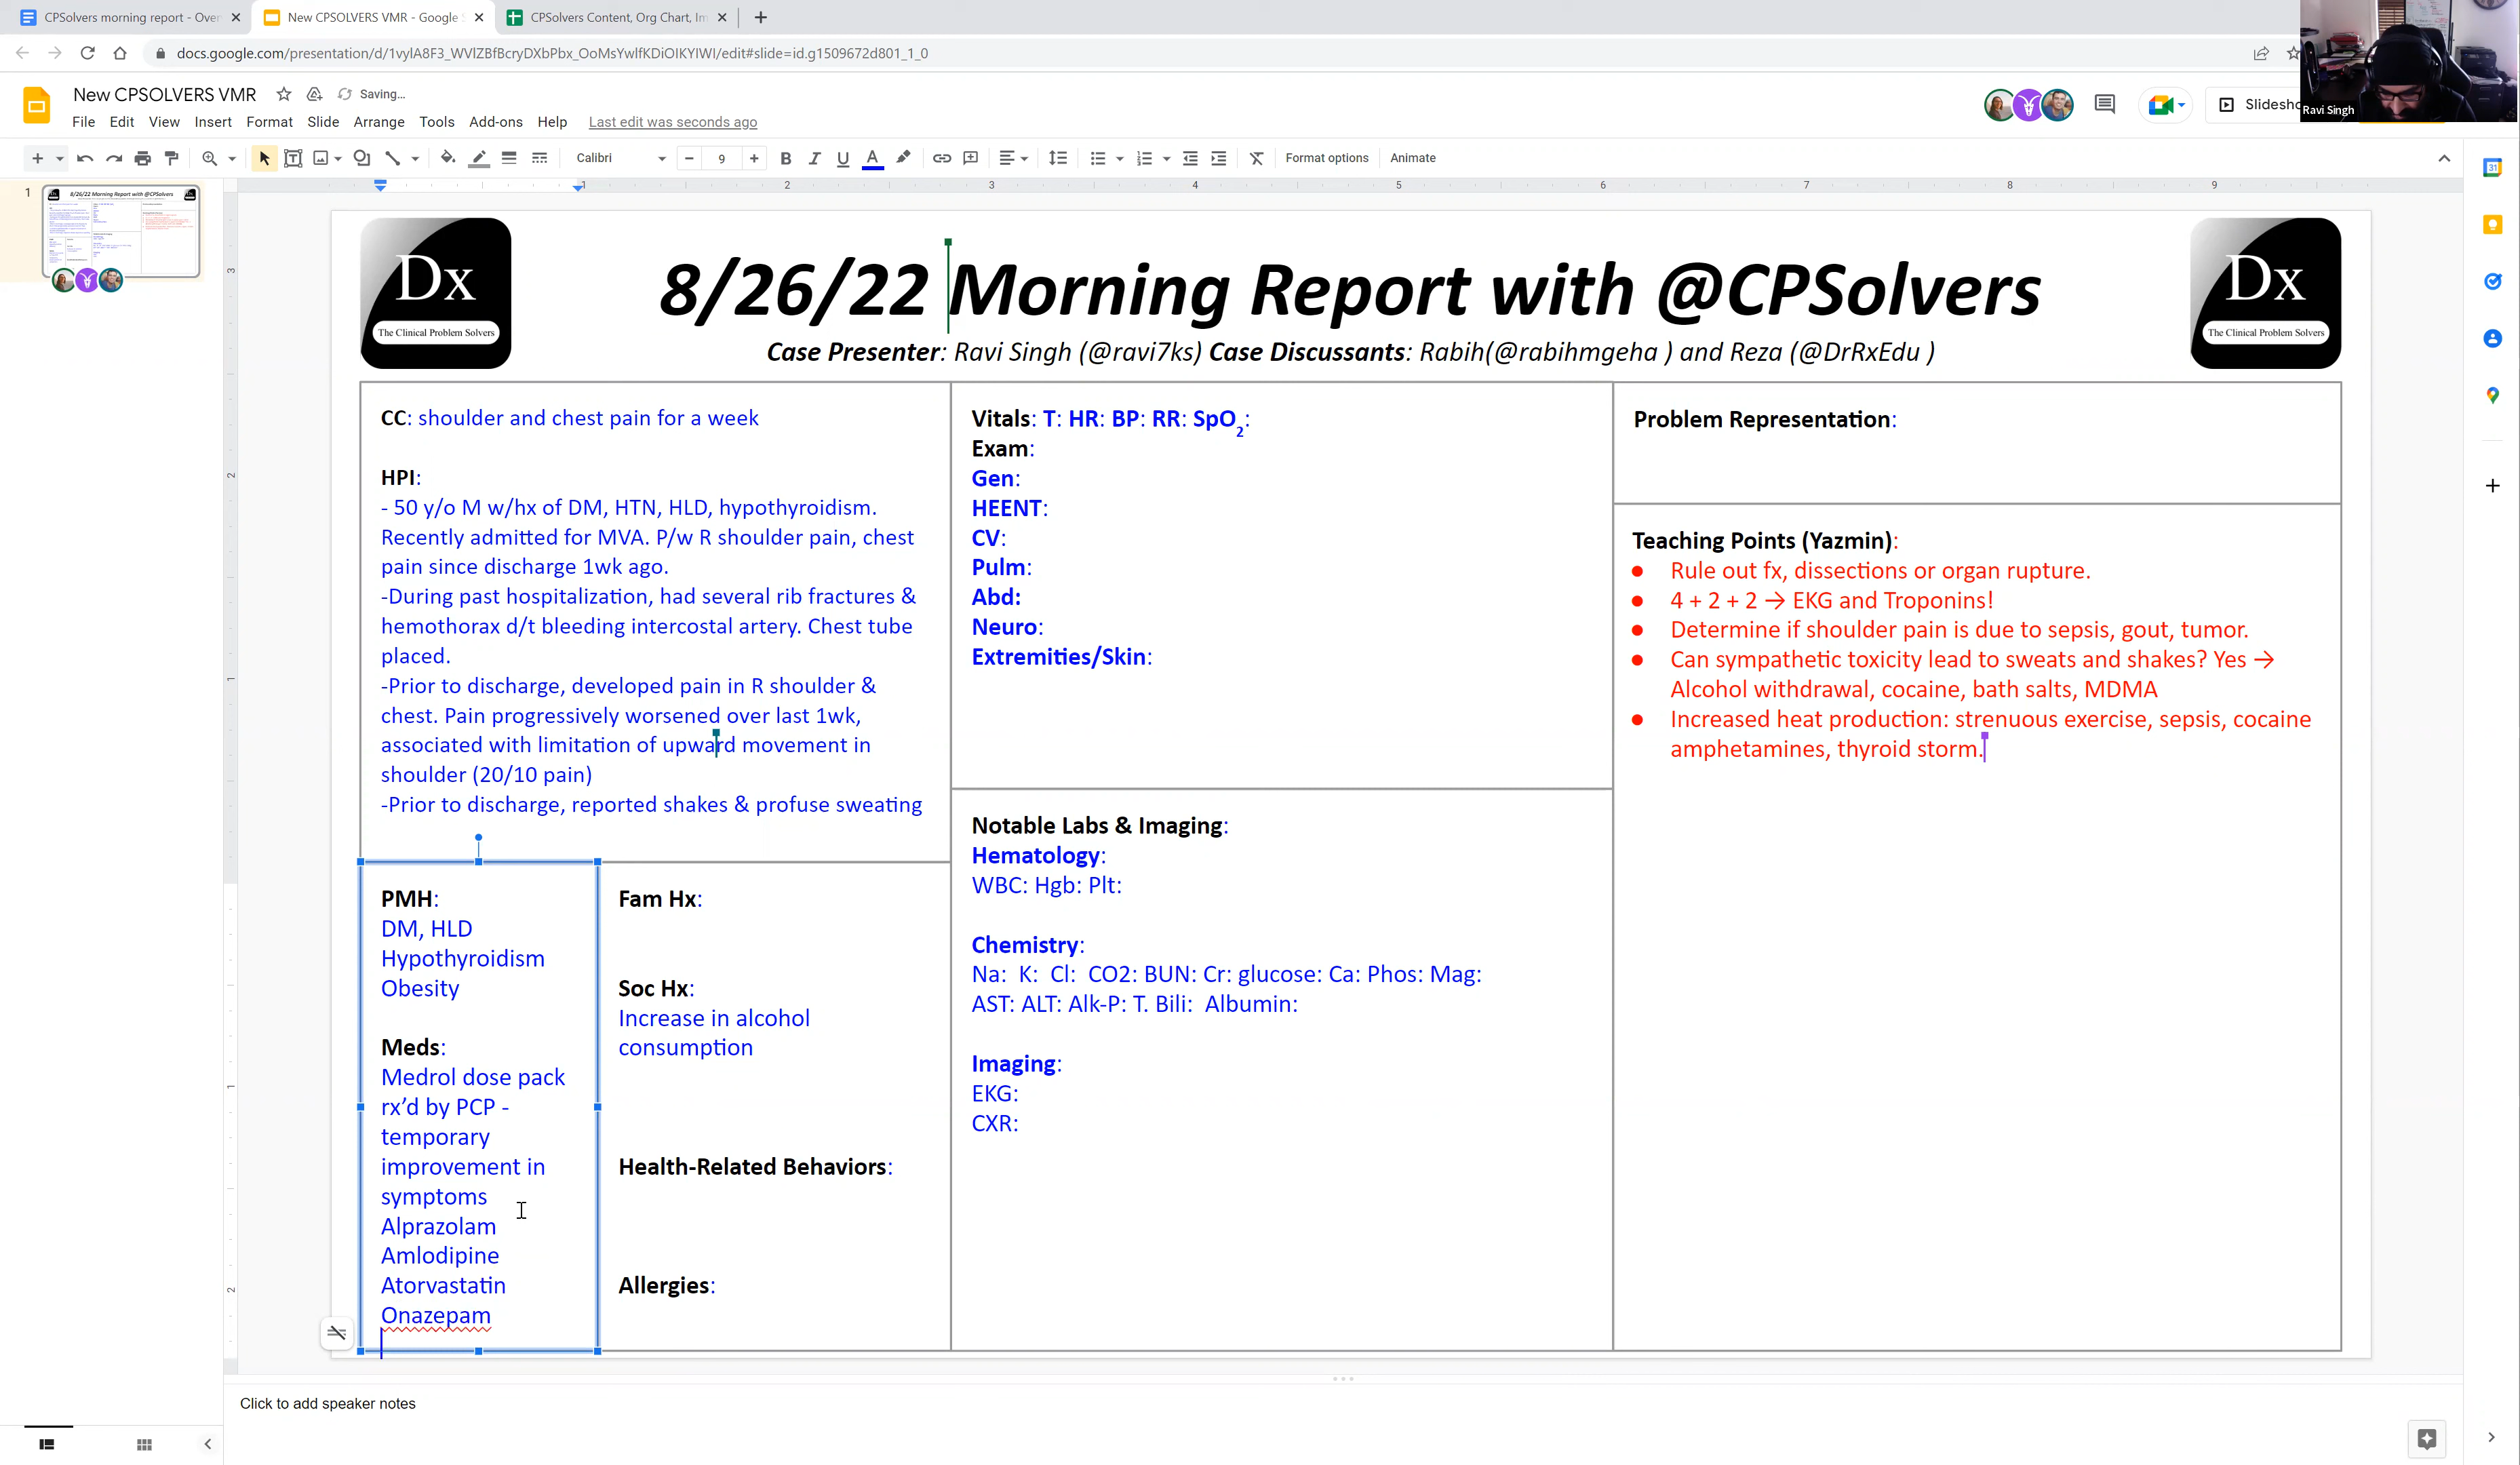 CPSolvers morning report - Over
New CPSOLVERS VMR - Google S
CPSolvers Content, Org Chart, Im
docs.google.com/presentation/d/1vylA8F3_WVlZBfBcryDXbPbx_OoMsYwlfKDiOIKYIWI/edit#slide=id.g1509672d801_1_0
New CPSOLVERS VMR
Saving...
File Edit View Insert Format Slide Arrange Tools Add-ons Help Last edit was seconds ago
Slidesho
Ravi Singh
Calibri
9
Format options
Animate
1
8/26/22 Morning Report with @CPSolvers
Dx
The Clinical Problem Solvers
8/26/22 Morning Report with @CPSolvers
Case Presenter: Ravi Singh (@ravi7ks) Case Discussants: Rabih(@rabihmgeha ) and Reza (@DrRxEdu )
Dx
The Clinical Problem Solvers
CC: shoulder and chest pain for a week
HPI:
- 50 y/o M w/hx of DM, HTN, HLD, hypothyroidism.
Recently admitted for MVA. P/w R shoulder pain, chest
pain since discharge 1wk ago.
-During past hospitalization, had several rib fractures &
hemothorax d/t bleeding intercostal artery. Chest tube
placed.
-Prior to discharge, developed pain in R shoulder &
chest. Pain progressively worsened over last 1wk,
associated with limitation of upward movement in
shoulder (20/10 pain)
-Prior to discharge, reported shakes & profuse sweating
PMH:
DM, HLD
Hypothyroidism
Obesity
Meds:
Medrol dose pack
rx’d by PCP -
temporary
improvement in
symptoms
Alprazolam
Amlodipine
Atorvastatin
Onazepam
Fam Hx:
Soc Hx:
Increase in alcohol
consumption
Health-Related Behaviors:
Allergies:
Vitals: T: HR: BP: RR: SpO2:
Exam:
Gen:
HEENT:
CV:
Pulm:
Abd:
Neuro:
Extremities/Skin:
Notable Labs & Imaging:
Hematology:
WBC: Hgb: Plt:
Chemistry:
Na: K: Cl: CO2: BUN: Cr: glucose: Ca: Phos: Mag:
AST: ALT: Alk-P: T. Bili: Albumin:
Imaging:
EKG:
CXR:
Problem Representation:
Teaching Points (Yazmin):
● Rule out fx, dissections or organ rupture.
● 4 + 2 + 2 → EKG and Troponins!
● Determine if shoulder pain is due to sepsis, gout, tumor.
● Can sympathetic toxicity lead to sweats and shakes? Yes →
Alcohol withdrawal, cocaine, bath salts, MDMA
● Increased heat production: strenuous exercise, sepsis, cocaine
amphetamines, thyroid storm.
Click to add speaker notes